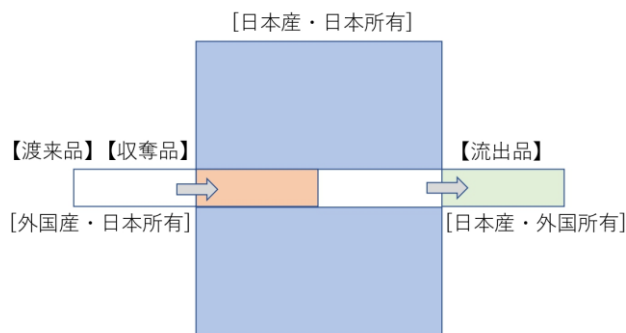 [日本産・日本所有]
【渡来品】【収奪品】
【流出品】
[外国産・日本所有]
[日本産・外国所有]